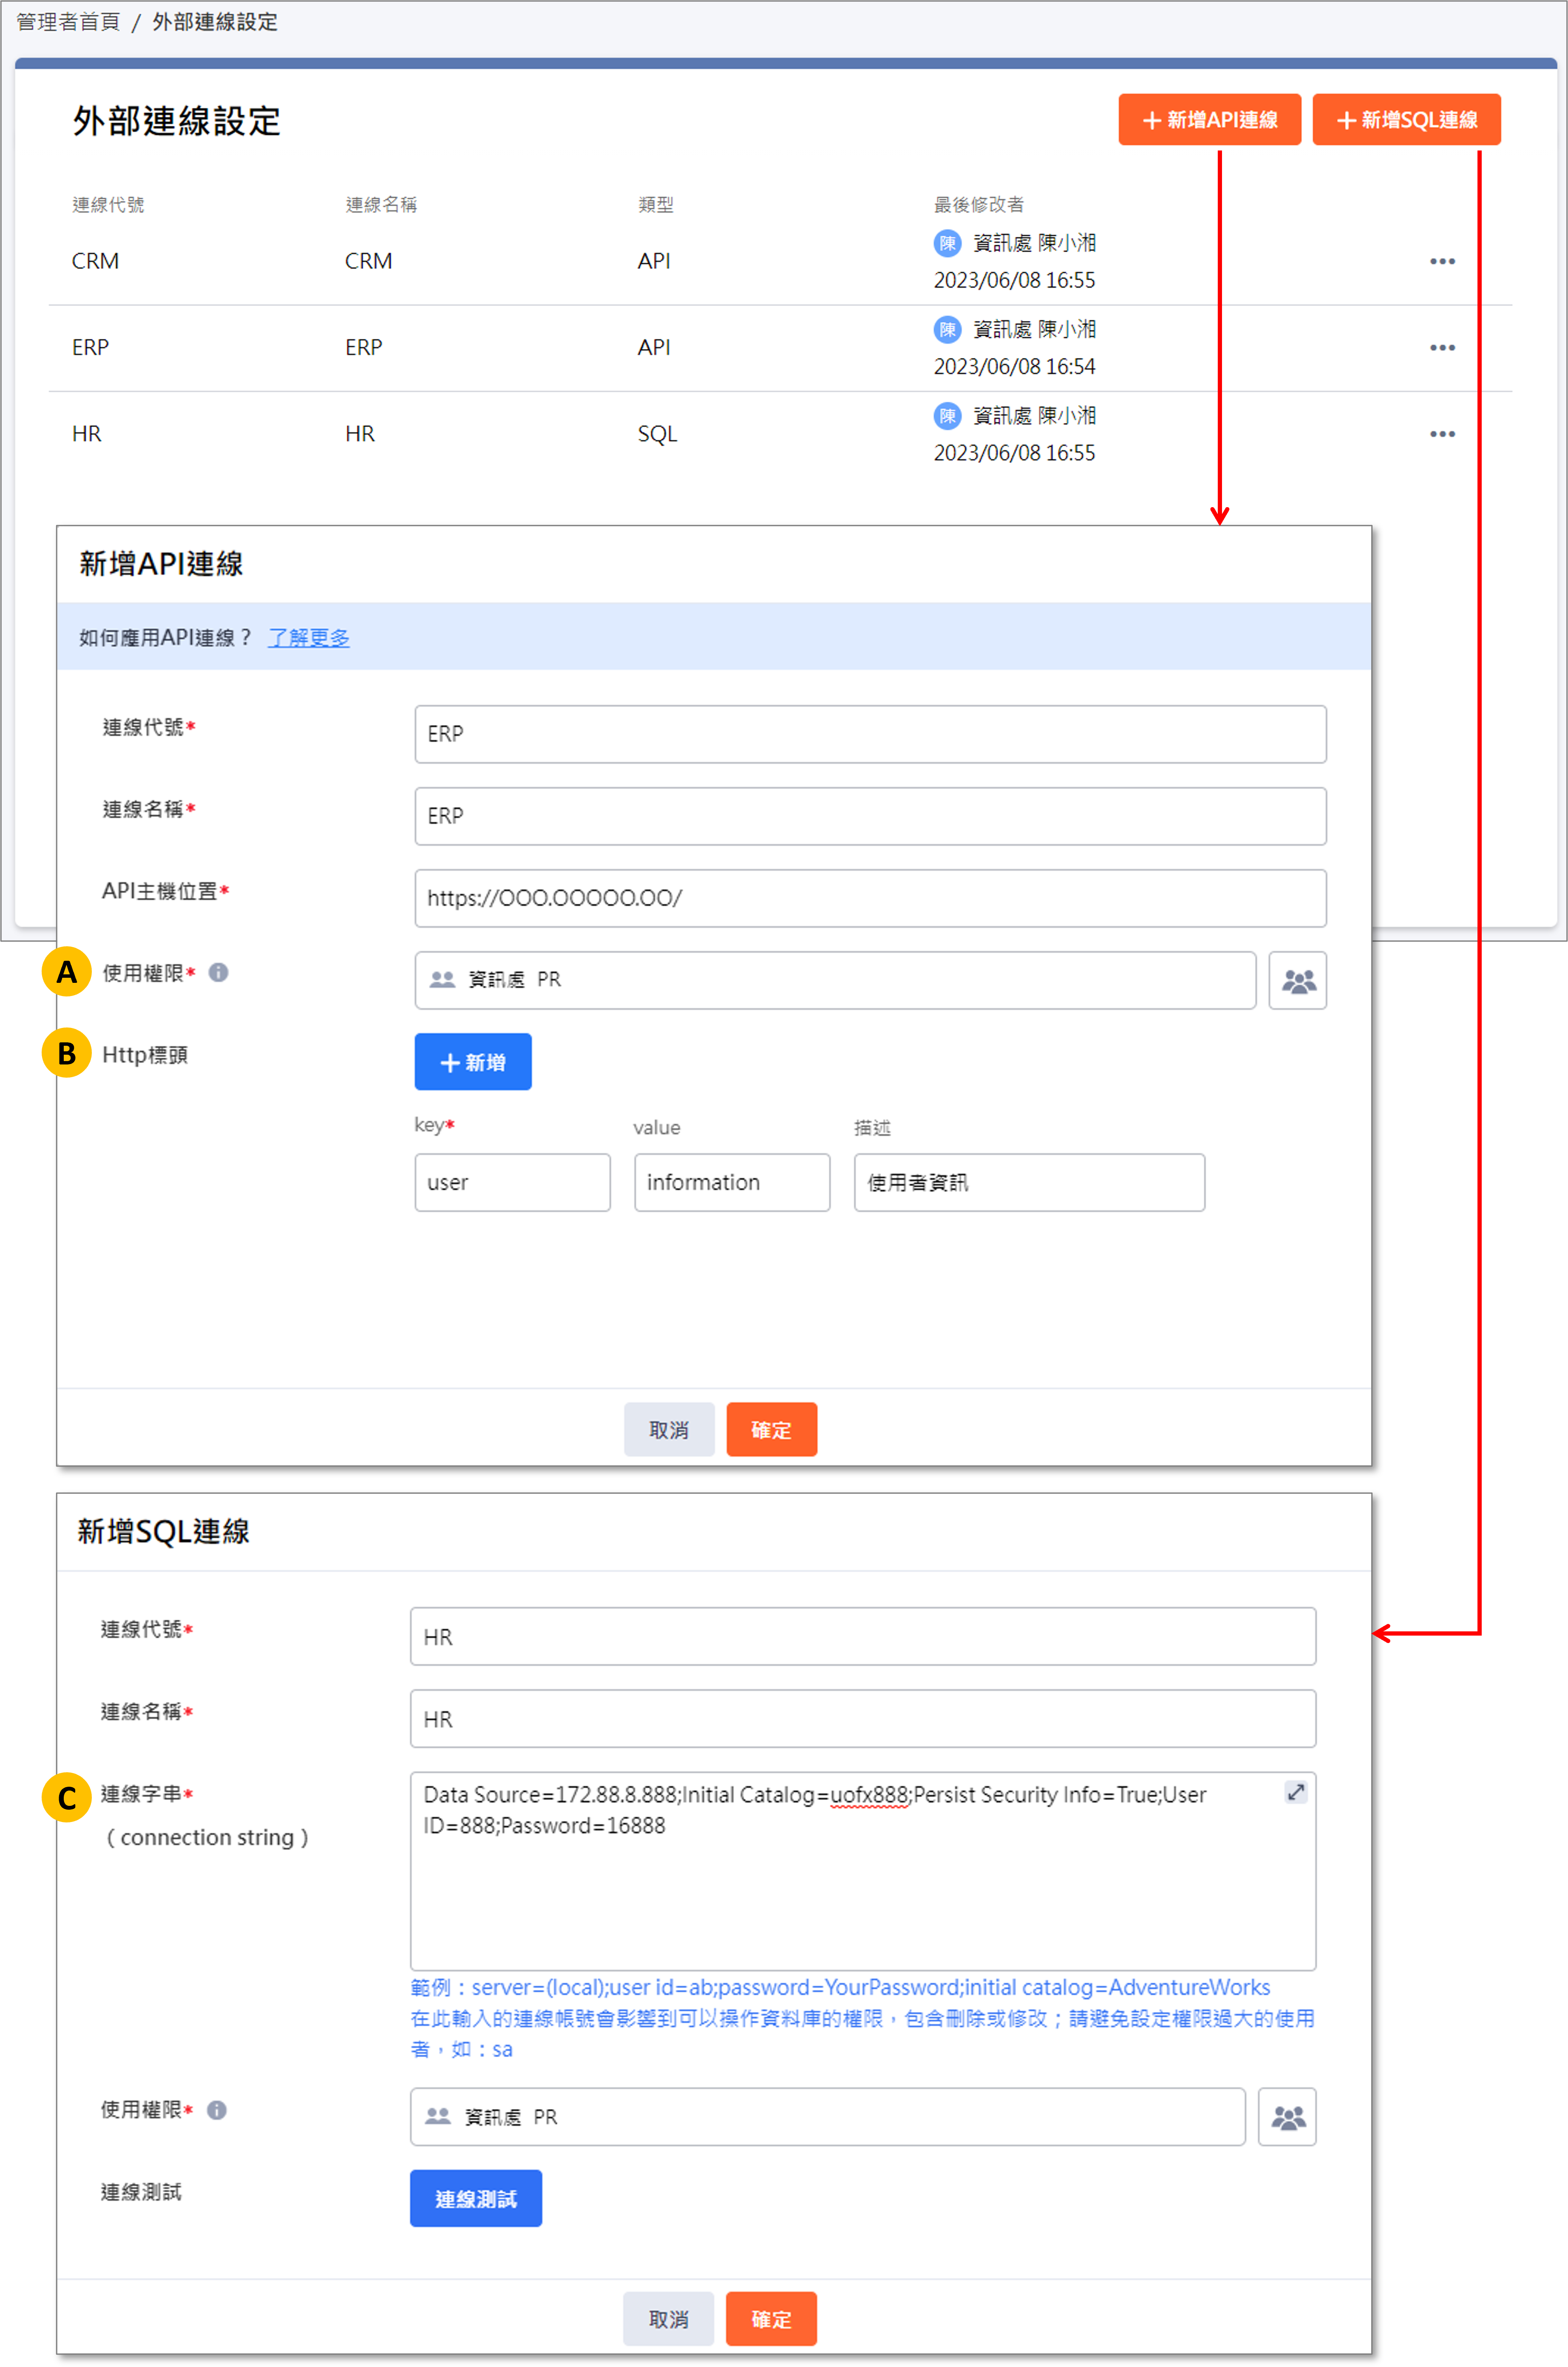 管理者首頁 / 外部連線設定
外部連線設定
+ 新增API連線
+ 新增SQL連線
連線代號 連線名稱 類型 最後修改者
CRM CRM API 陳 資訊處 陳小湘
2023/06/08 16:55
ERP ERP API 陳 資訊處 陳小湘
2023/06/08 16:54
HR HR SQL 陳 資訊處 陳小湘
2023/06/08 16:55
新增API連線
如何應用API連線？ 了解更多
連線代號* ERP
連線名稱* ERP
API主機位置* https://OOO.OOOOO.OO/
A 使用權限* 資訊處 PR
B Http標頭 + 新增
key* value 描述
user information 使用者資訊
取消 確定
新增SQL連線
連線代號* HR
連線名稱* HR
C 連線字串*
（connection string）
Data Source=172.88.8.888;Initial Catalog=uofx888;Persist Security Info=True;User
ID=888;Password=16888
範例：server=(local);user id=ab;password=YourPassword;initial catalog=AdventureWorks
在此輸入的連線帳號會影響到可以操作資料庫的權限，包含刪除或修改；請避免設定權限過大的使用
者，如：sa
使用權限* 資訊處 PR
連線測試 連線測試
取消 確定